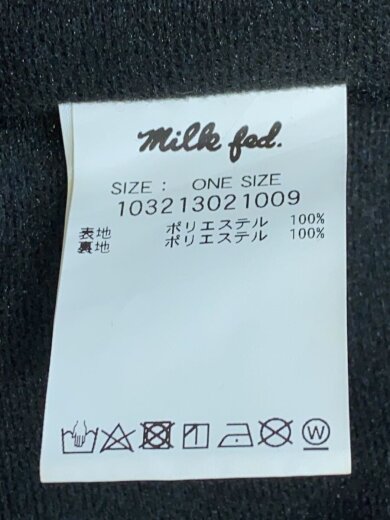 Milk fed.
SIZE : ONE SIZE
103213021009
表地 ポリエステル 100%
裏地 ポリエステル 100%
W